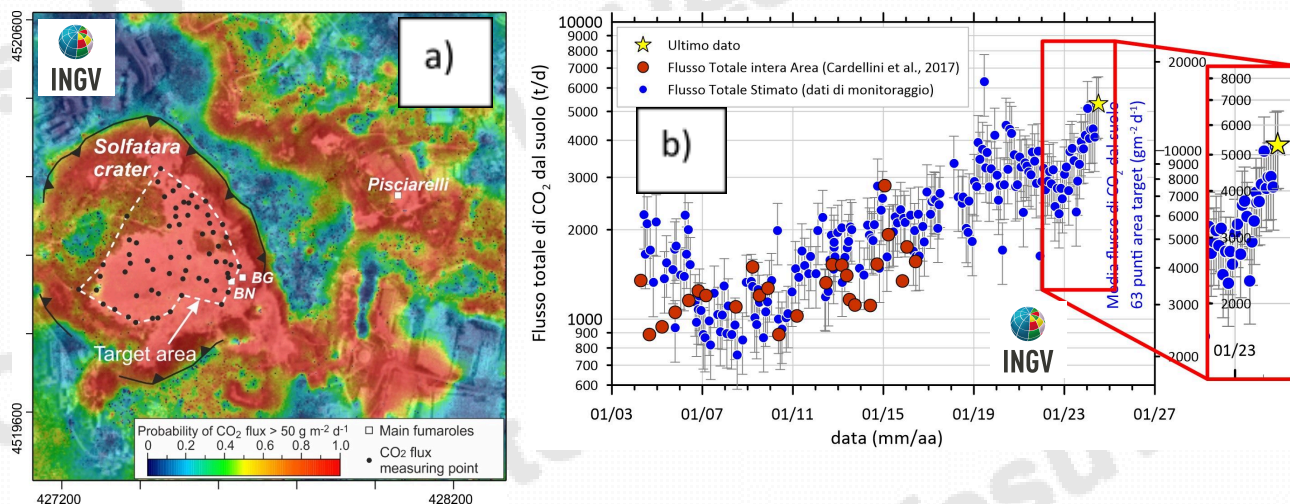 4520600
4519600
427200
428200
INGV
a)
Solfatara
crater
Pisciarelli
BG
BN
Target area
Probability of CO2 flux > 50 g m-2 d-1
0 0.2 0.4 0.6 0.8 1.0
Main fumaroles
CO2 flux
measuring point
Flusso totale di CO2 dal suolo (t/d)
10000
9000
8000
7000
6000
5000
4000
3000
2000
1000
900
800
700
600
Ultimo dato
Flusso Totale intera Area (Cardellini et al., 2017)
Flusso Totale Stimato (dati di monitoraggio)
b)
INGV
01/03 01/07 01/11 01/15 01/19 01/23 01/27
data (mm/aa)
Media flusso di CO2 dal suolo
63 punti area target (gm-2 d-1)
20000
10000
9000
8000
7000
6000
5000
4000
3000
2000
8000
7000
6000
5000
4000
3000
2000
01/23